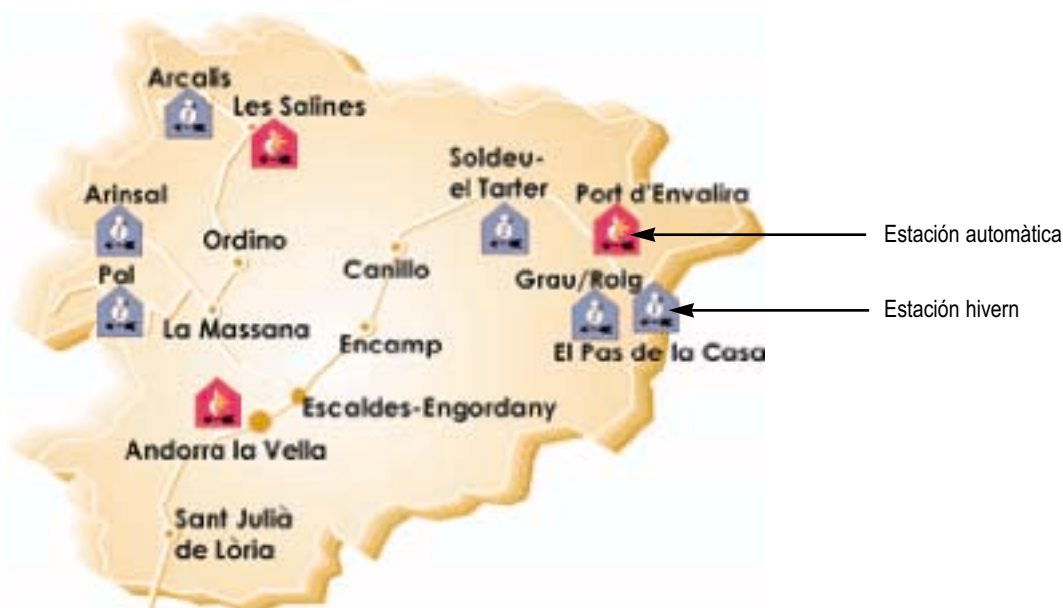 Arcalís
Les Salines
Soldeu-
el Tarter
Port d'Envalira
Arinsal
Ordino
Estación automàtica
Pal
Canillo
Grau/Roig
Estación hivern
La Massana
Encamp
El Pas de la Casa
Escaldes-Engordany
Andorra la Vella
Sant Julià
de Lòria